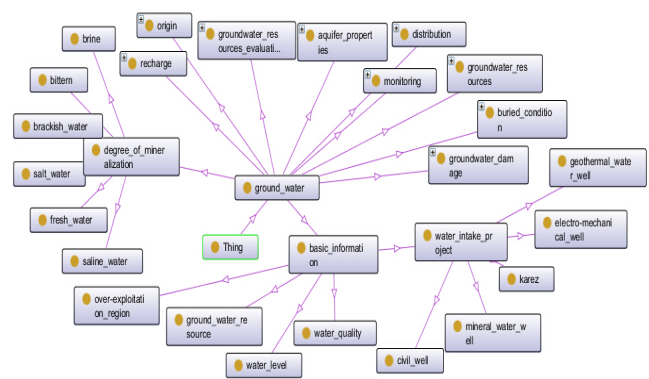 origin
brine
groundwater_res
ources_evaluati...
aquifer_propert
ies
distribution
recharge
bittern
monitoring
groundwater_res
ources
brackish_water
buried_conditio
n
degree_of_miner
alization
groundwater_dam
age
geothermal_wate
r_well
salt_water
ground_water
fresh_water
electro-mechani
cal_well
Thing
basic_informatio
n
water_intake_pr
oject
saline_water
karez
over-exploitati
on_region
ground_water_re
source
water_quality
mineral_water_w
ell
water_level
civil_well